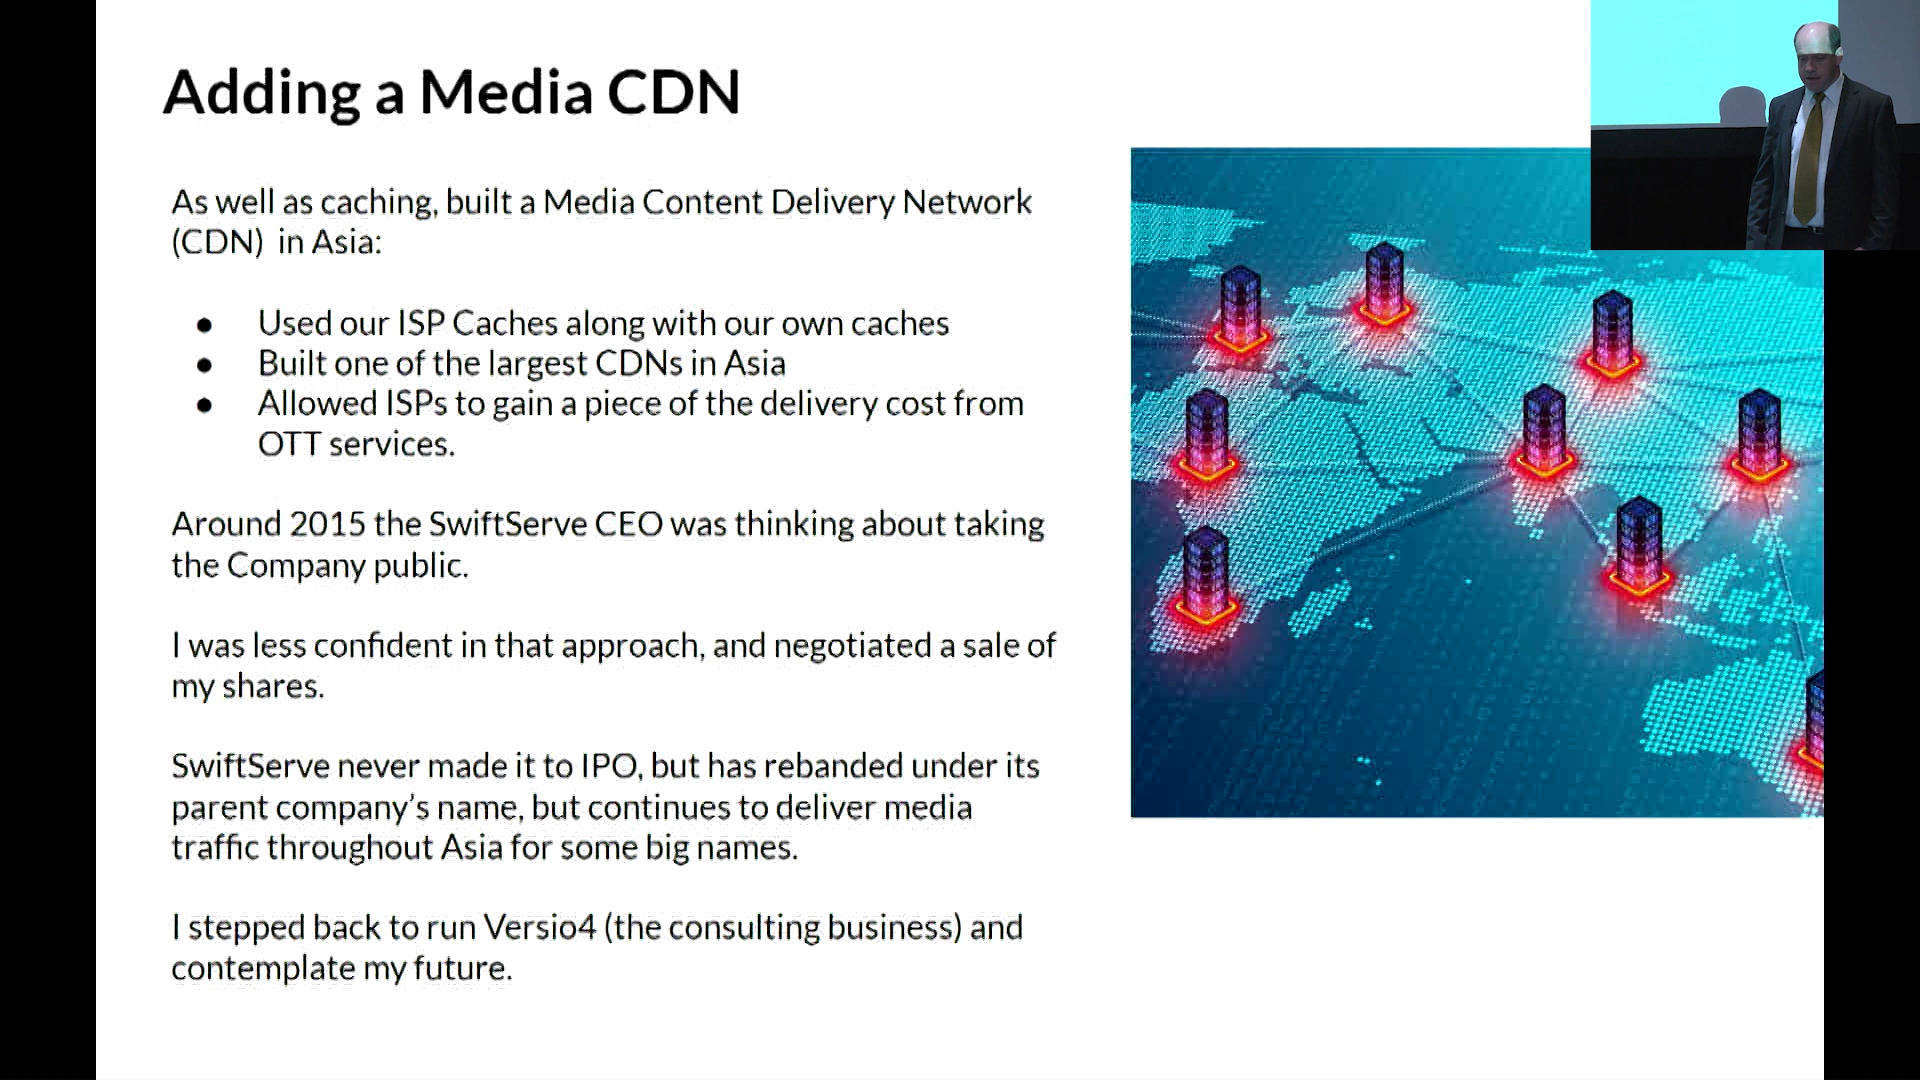 Adding a Media CDN
As well as caching, built a Media Content Delivery Network
(CDN) in Asia:
● Used our ISP Caches along with our own caches
● Built one of the largest CDNs in Asia
● Allowed ISPs to gain a piece of the delivery cost from
OTT services.
Around 2015 the SwiftServe CEO was thinking about taking
the Company public.
I was less confident in that approach, and negotiated a sale of
my shares.
SwiftServe never made it to IPO, but has rebanded under its
parent company’s name, but continues to deliver media
traffic throughout Asia for some big names.
I stepped back to run Versio4 (the consulting business) and
contemplate my future.